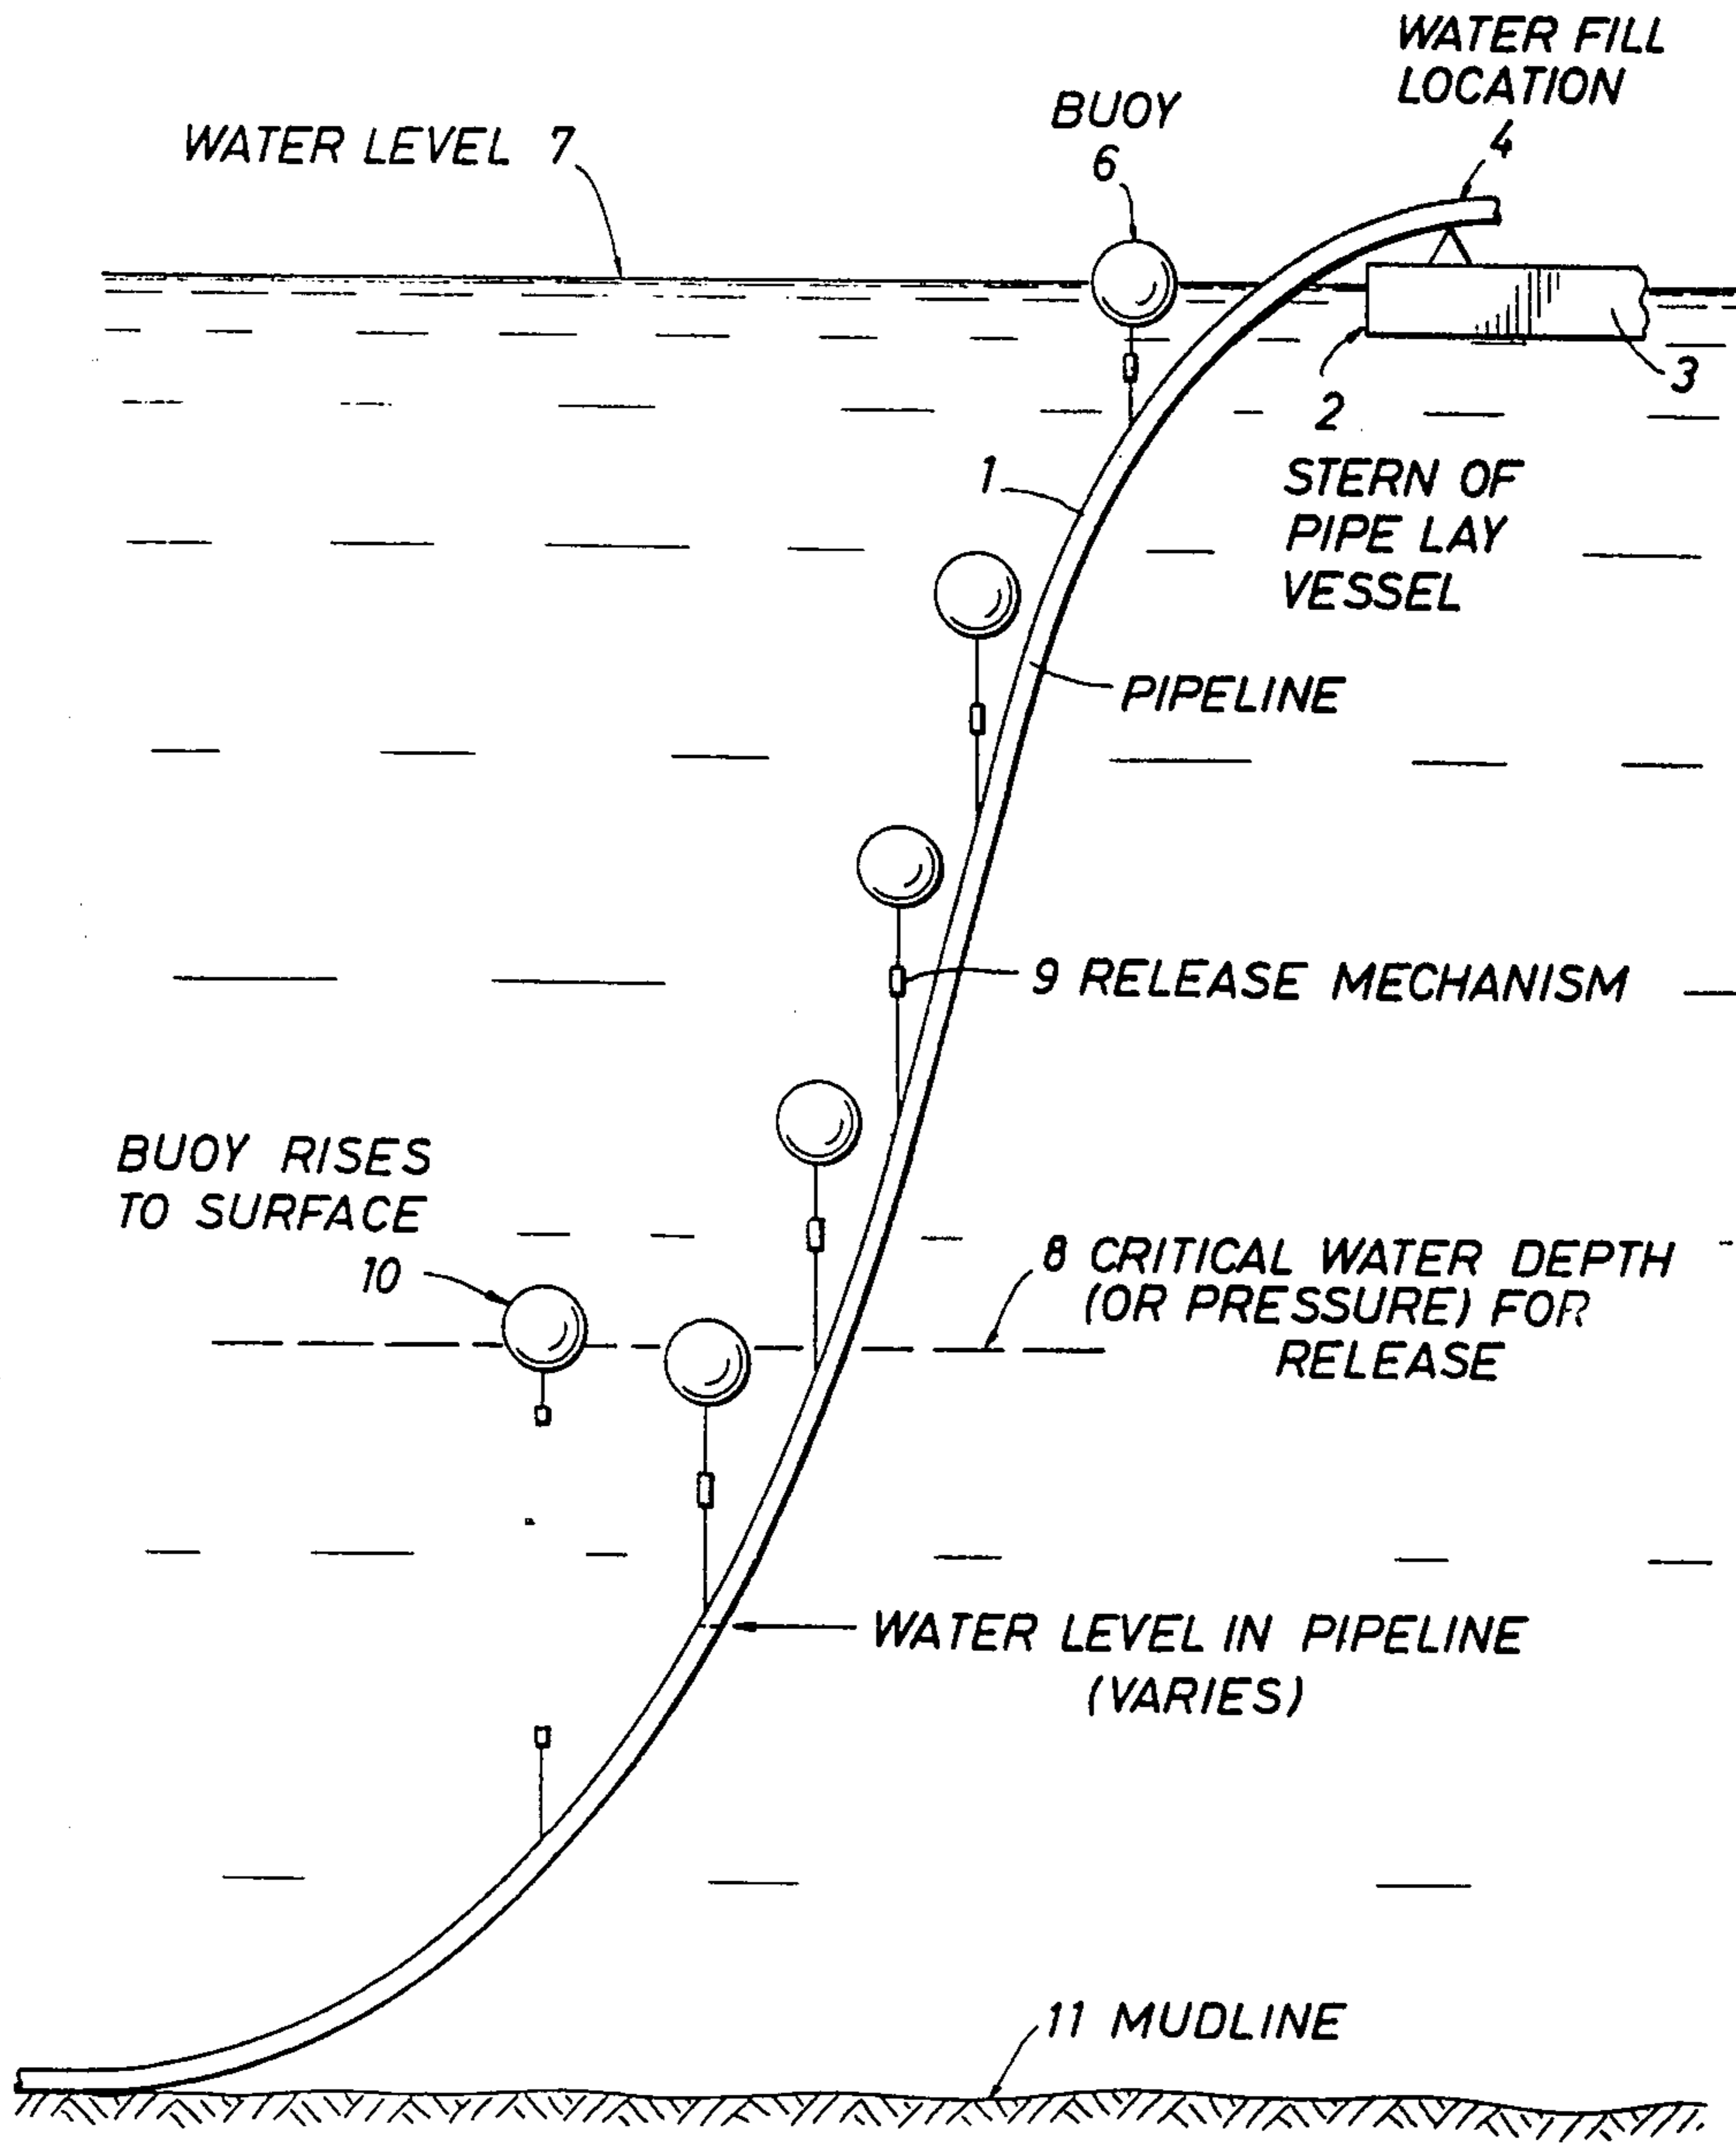 WATER FILL
LOCATION
4
BUOY
6
WATER LEVEL 7
3
2
STERN OF
PIPE LAY
VESSEL
1
PIPELINE
9 RELEASE MECHANISM
BUOY RISES
TO SURFACE
10
8 CRITICAL WATER DEPTH
(OR PRESSURE) FOR
RELEASE
WATER LEVEL IN PIPELINE
(VARIES)
11 MUDLINE